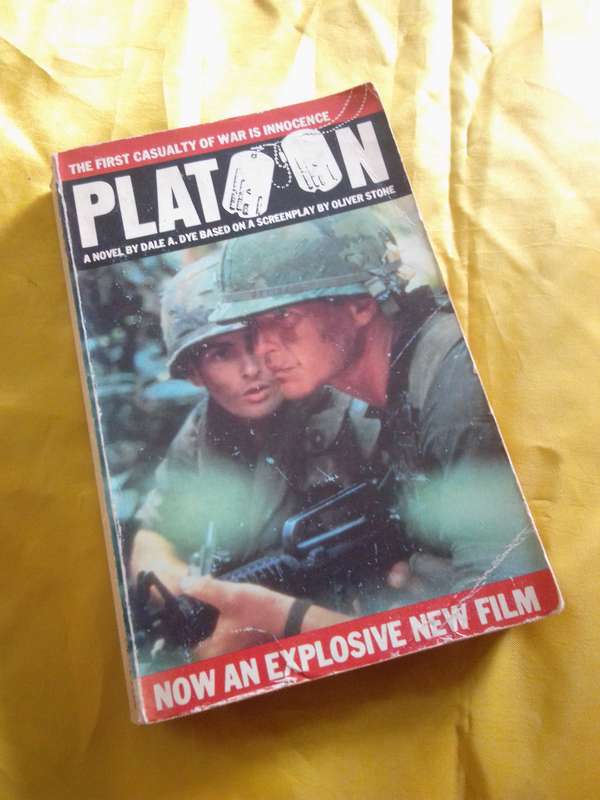 THE FIRST CASUALTY OF WAR IS INNOCENCE
PLATOON
A NOVEL BY DALE A. DYE BASED ON A SCREENPLAY BY OLIVER STONE
NOW AN EXPLOSIVE NEW FILM